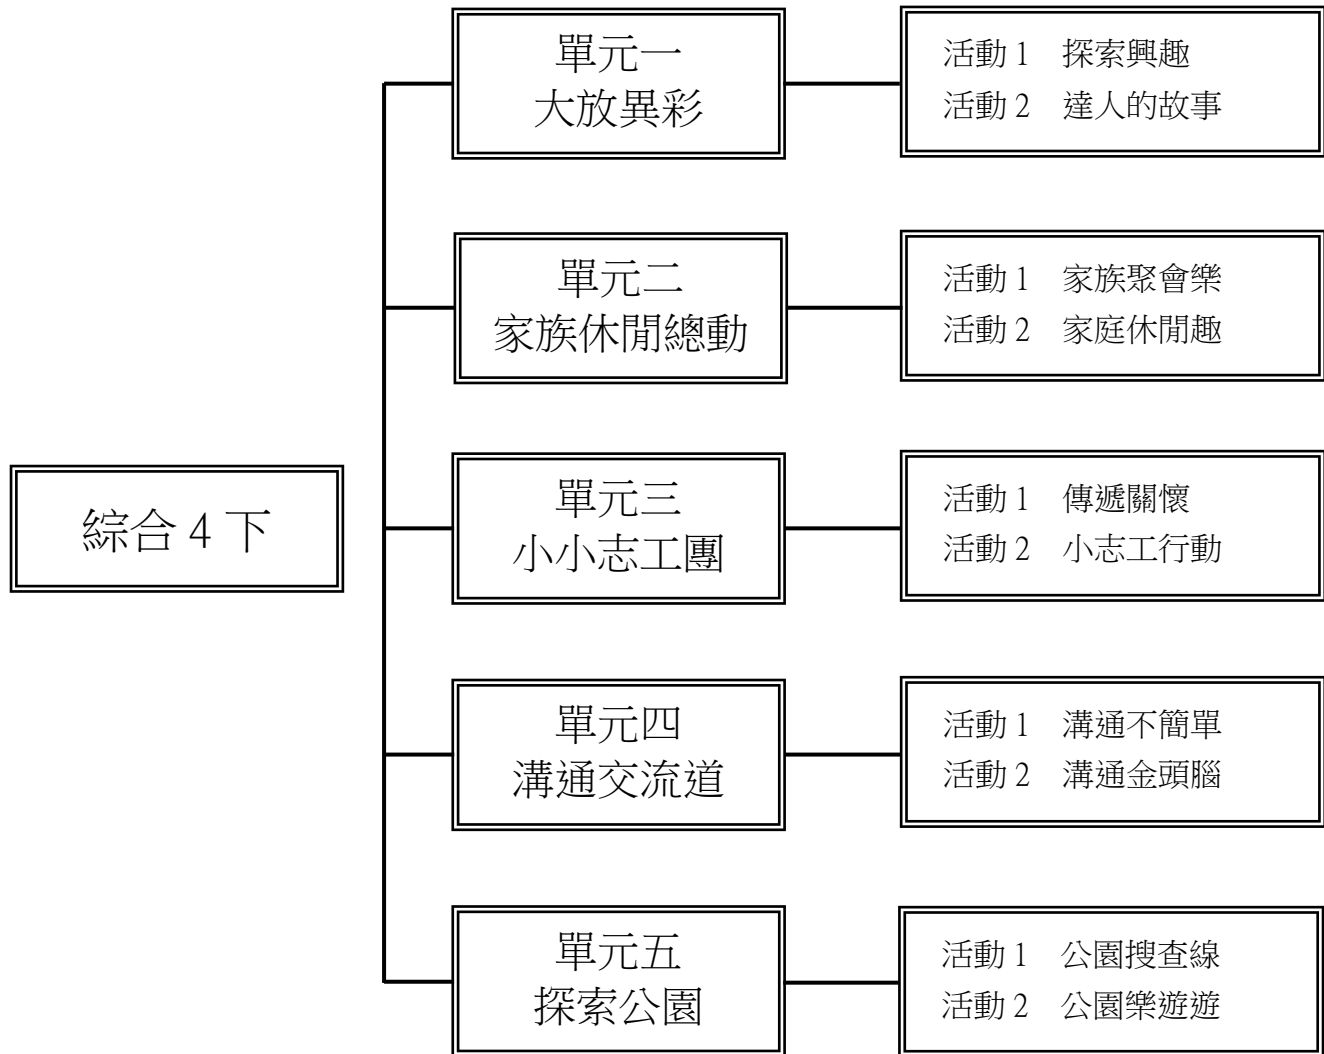 單元一
大放異彩
活動1 探索興趣
活動2 達人的故事
單元二
家族休閒總動
活動1 家族聚會樂
活動2 家庭休閒趣
綜合4下
單元三
小小志工團
活動1 傳遞關懷
活動2 小志工行動
單元四
溝通交流道
活動1 溝通不簡單
活動2 溝通金頭腦
單元五
探索公園
活動1 公園搜查線
活動2 公園樂遊遊